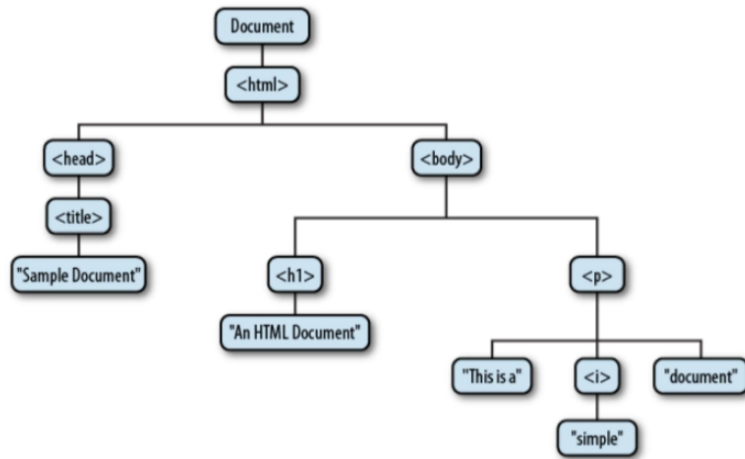 Document
<html>
<head>
<body>
<title>
"Sample Document"
<h1>
<p>
"An HTML Document"
"This is a"
<i>
"document"
"simple"